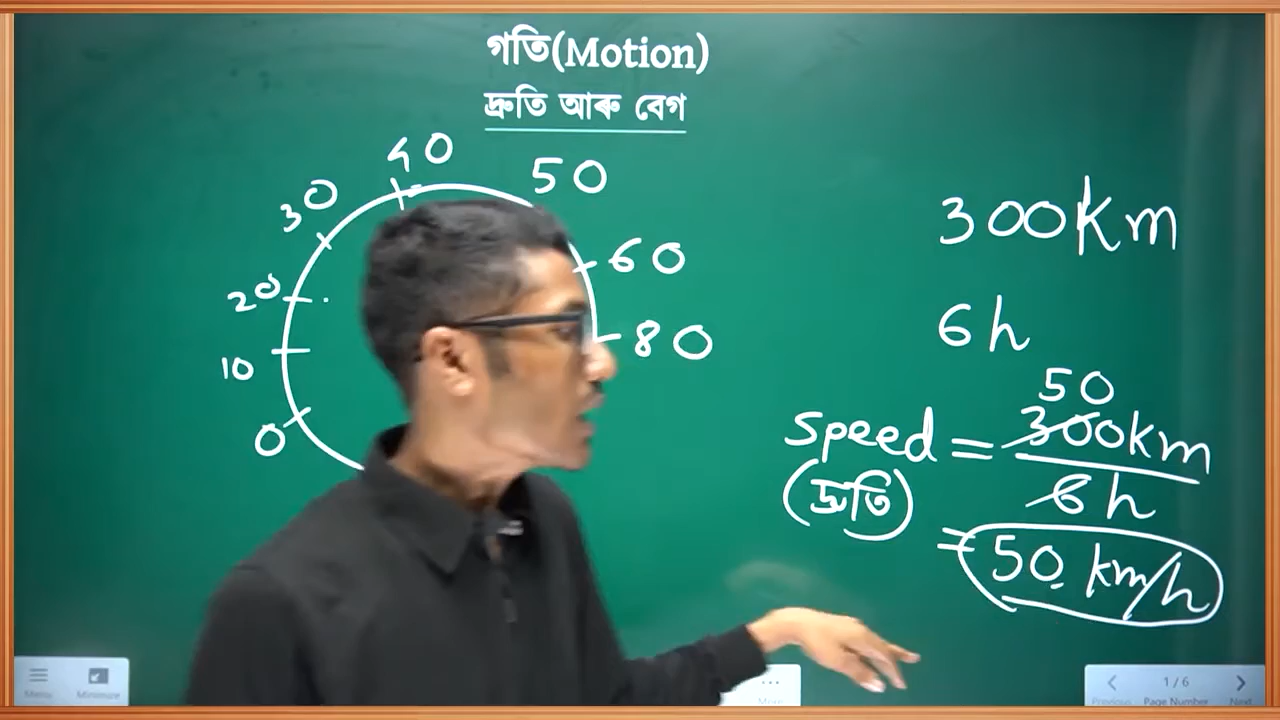 গতি(Motion)
দ্ৰুতি আৰু বেগ
40
50
30
60
20
80
10
0
300km
6h
50
speed = 300km
6h
(দ্ৰুতি)
= 50 km/h
Menu
Minimize
More
Previous
1 / 6
Page Number
Next